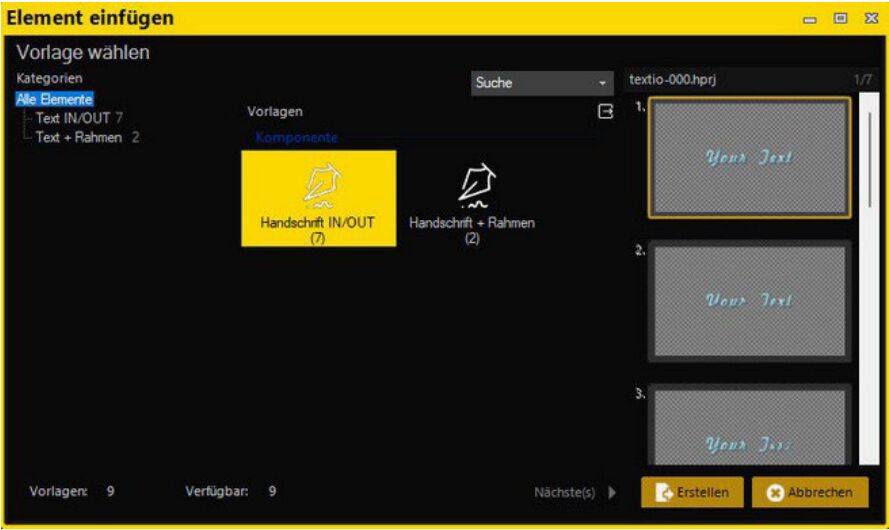 Element einfügen
Vorlage wählen
Kategorien
Alle Elemente
Text IN/OUT 7
Text + Rahmen 2
Suche
Vorlagen
Komponente
Handschrift IN/OUT
(7)
Handschrift + Rahmen
(2)
textio-000.hprj 1/7
1.
Your Text
2.
Your Text
3.
Your Text
Vorlagen: 9 Verfügbar: 9 Nächste(s) Erstellen Abbrechen